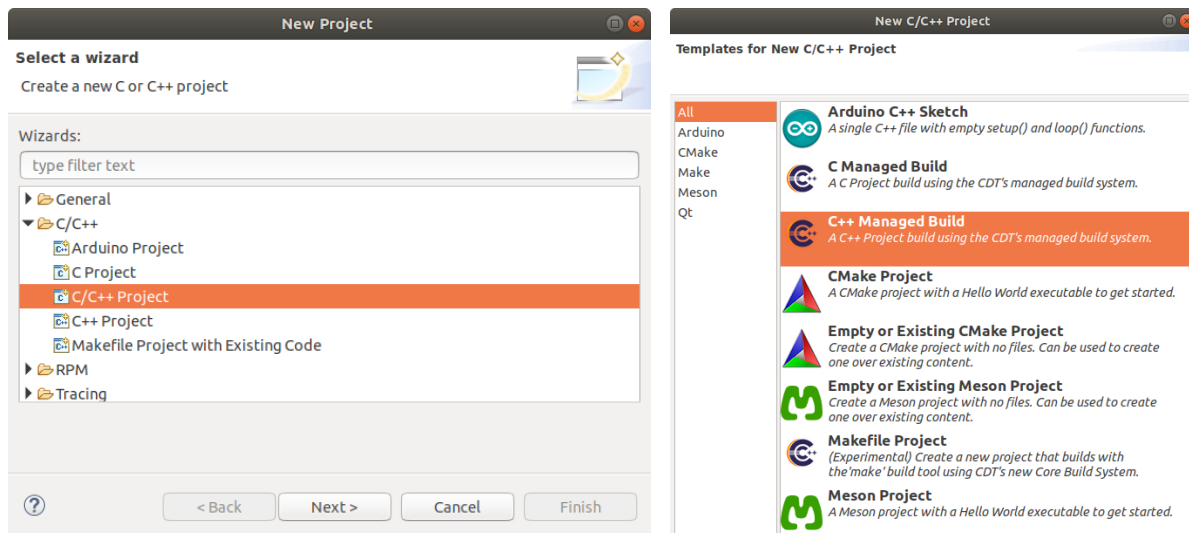 New Project
Select a wizard
Create a new C or C++ project
Wizards:
type filter text
General
C/C++
Arduino Project
C Project
C/C++ Project
C++ Project
Makefile Project with Existing Code
RPM
Tracing
< Back
Next >
Cancel
Finish
New C/C++ Project
Templates for New C/C++ Project
All
Arduino
CMake
Make
Meson
Qt
Arduino C++ Sketch
A single C++ file with empty setup() and loop() functions.
C Managed Build
A C Project build using the CDT's managed build system.
C++ Managed Build
A C++ Project build using the CDT's managed build system.
CMake Project
A CMake project with a Hello World executable to get started.
Empty or Existing CMake Project
Create a CMake project with no files. Can be used to create
one over existing content.
Empty or Existing Meson Project
Create a Meson project with no files. Can be used to create
one over existing content.
Makefile Project
(Experimental) Create a new project that builds with
the'make' build tool using CDT's new Core Build System.
Meson Project
A Meson project with a Hello World executable to get started.